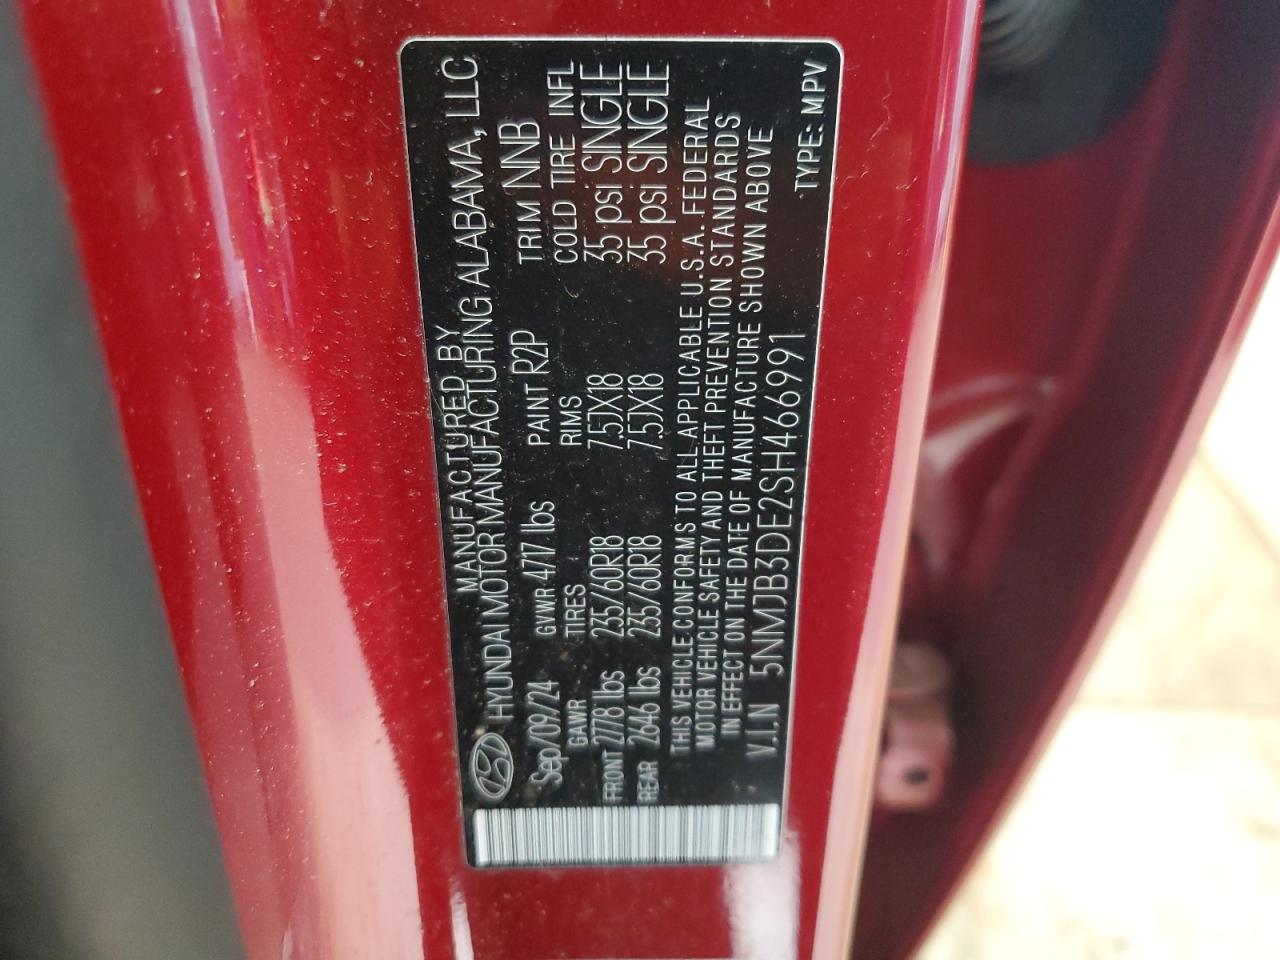 MANUFACTURED BY
HYUNDAI MOTOR MANUFACTURING ALABAMA, LLC
Sep/09/24 GVWR 4717 lbs PAINT R2P TRIM NNB
GAWR TIRES RIMS COLD TIRE INFL
FRONT 2778 lbs 235/60R18 7.5JX18 35 psi SINGLE
REAR 2646 lbs 235/60R18 7.5JX18 35 psi SINGLE
THIS VEHICLE CONFORMS TO ALL APPLICABLE U.S.A. FEDERAL
MOTOR VEHICLE SAFETY AND THEFT PREVENTION STANDARDS
IN EFFECT ON THE DATE OF MANUFACTURE SHOWN ABOVE
V.I.N 5NMJB3DE2SH466991 TYPE: MPV